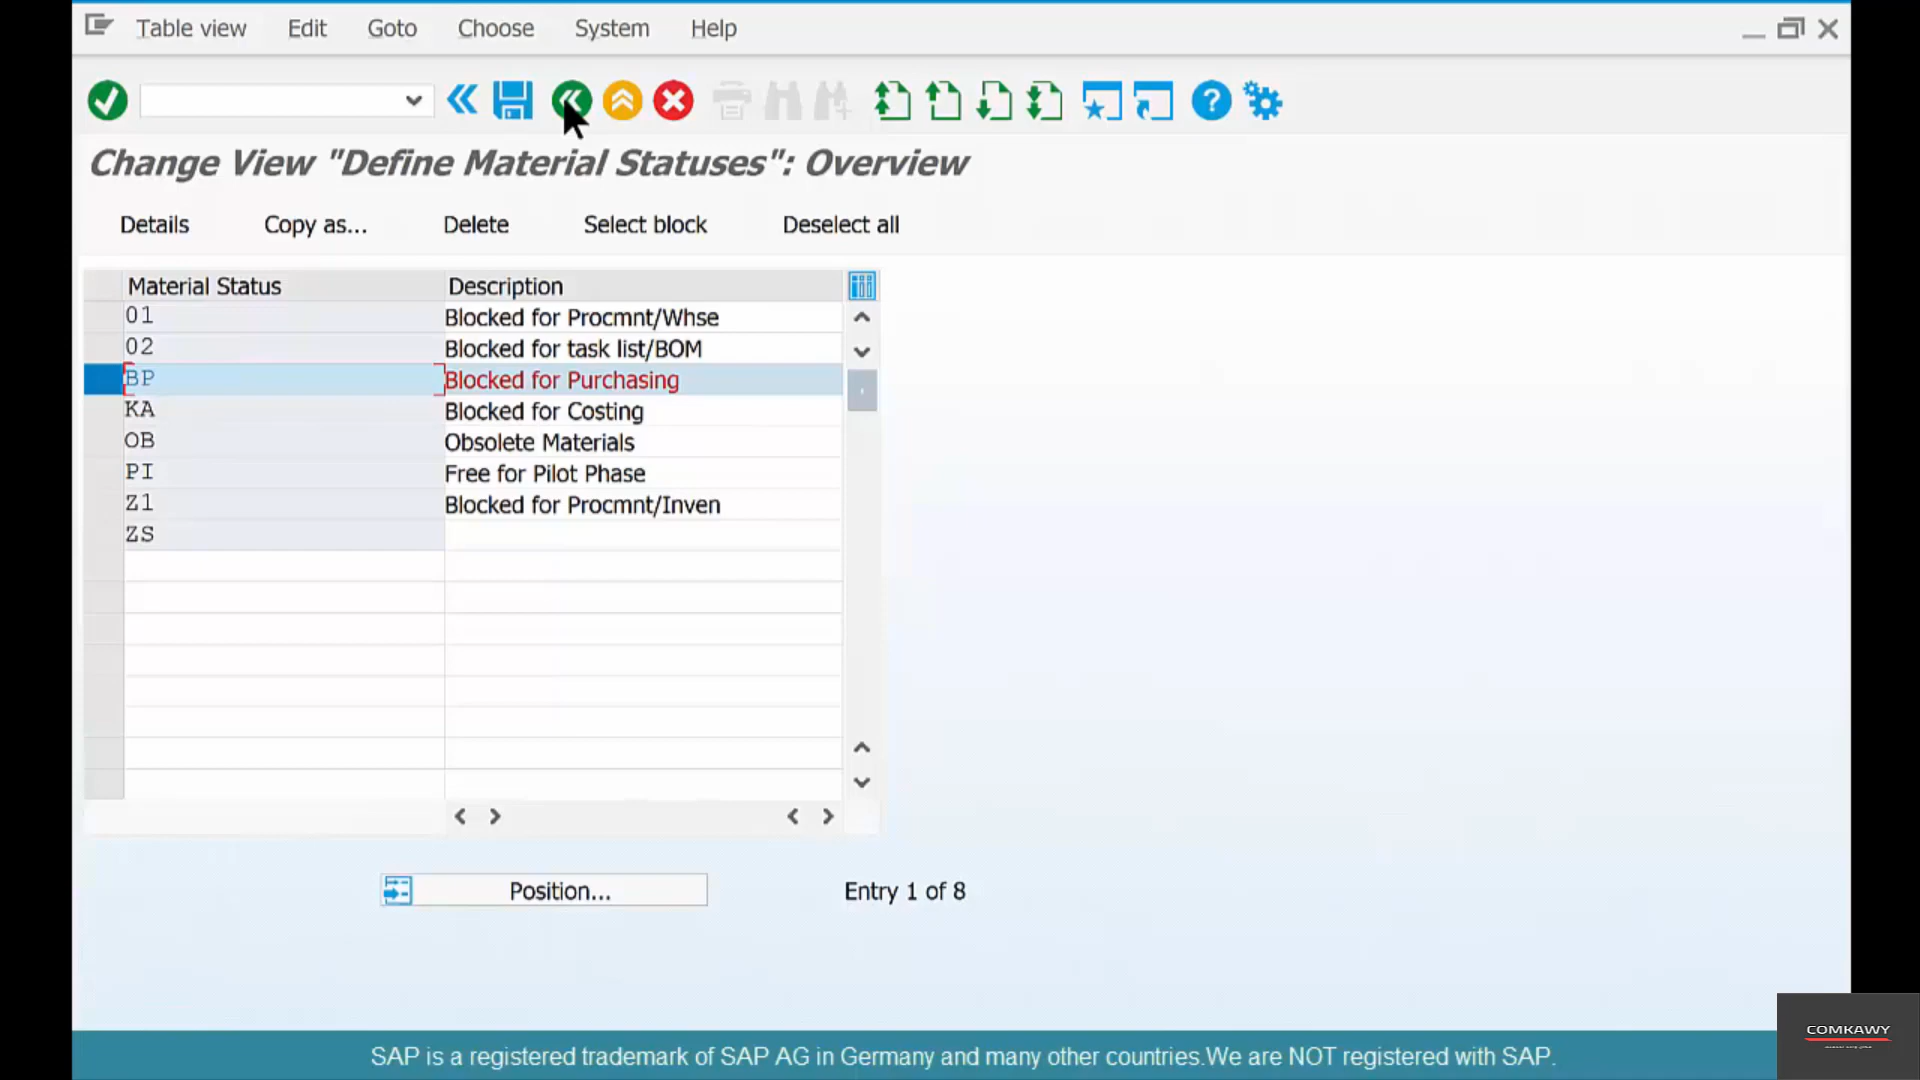 Table view Edit Goto Choose System Help
Change View "Define Material Statuses": Overview
Details Copy as... Delete Select block Deselect all
Material Status Description
01 Blocked for Procmnt/Whse
02 Blocked for task list/BOM
BP Blocked for Purchasing
KA Blocked for Costing
OB Obsolete Materials
PI Free for Pilot Phase
Z1 Blocked for Procmnt/Inven
ZS
Position... Entry 1 of 8
COMKAWY
SAP is a registered trademark of SAP AG in Germany and many other countries.We are NOT registered with SAP.